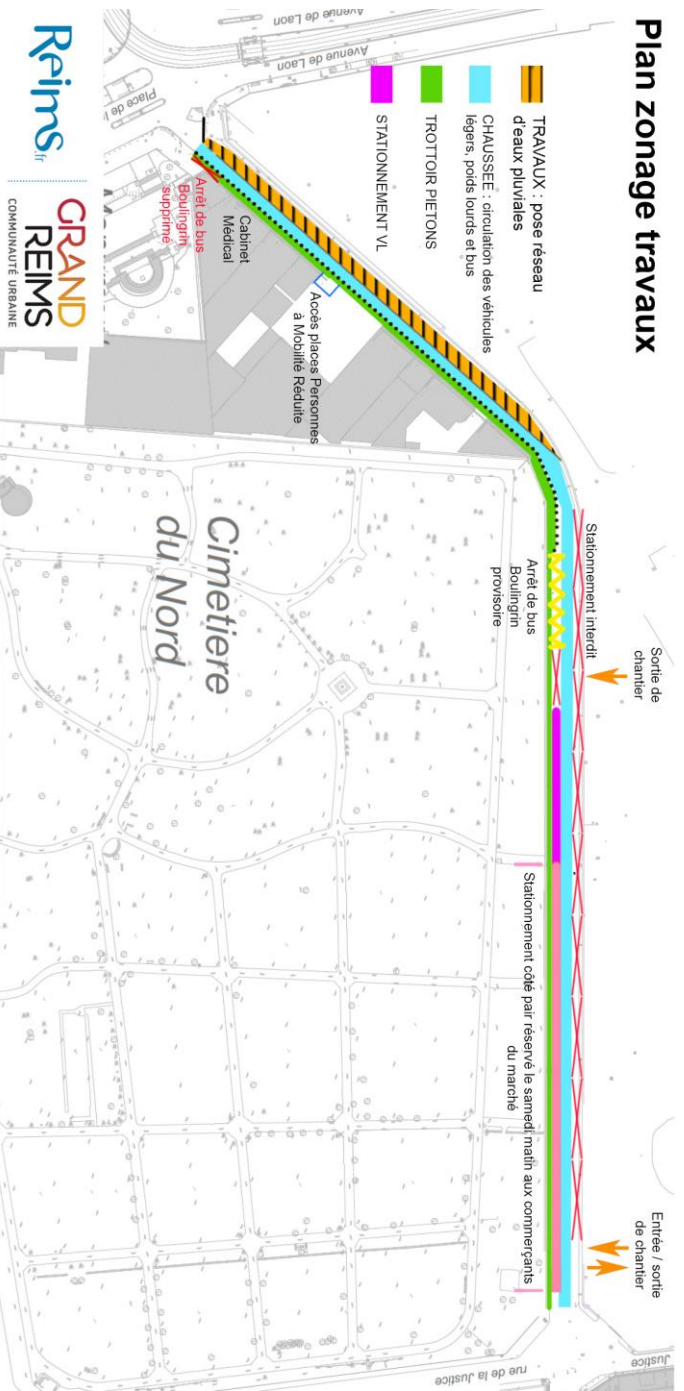 Plan zonage travaux
TRAVAUX : pose réseau
d'eaux pluviales
CHAUSSEE : circulation des véhicules
légers, poids lourds et bus
TROTTOIR PIETONS
STATIONNEMENT VL
Avenue de Laon
Avenue de Laon
Place de la
Arrêt de bus
Boulingrin
supprimé
Cabinet
Médical
Accès places Personnes
à Mobilité Réduite
Cimetiere
du Nord
Stationnement interdit
Arrêt de bus
Boulingrin
provisoire
Sortie de
chantier
Stationnement côté pair réservé le samedi matin aux commerçants
du marché
Entrée / sortie
de chantier
Justice
rue de la Justice
Reims.fr
GRAND
REIMS
COMMUNAUTÉ URBAINE